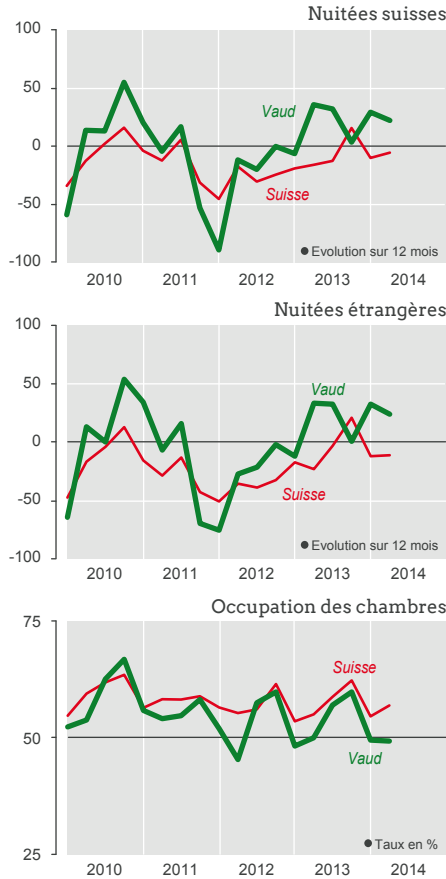 Nuitées suisses
100
Vaud
50
0
Suisse
-50
● Evolution sur 12 mois
-100
2010 2011 2012 2013 2014
Nuitées étrangères
100
Vaud
50
0
Suisse
-50
● Evolution sur 12 mois
-100
2010 2011 2012 2013 2014
Occupation des chambres
75
Suisse
50
Vaud
● Taux en %
25
2010 2011 2012 2013 2014